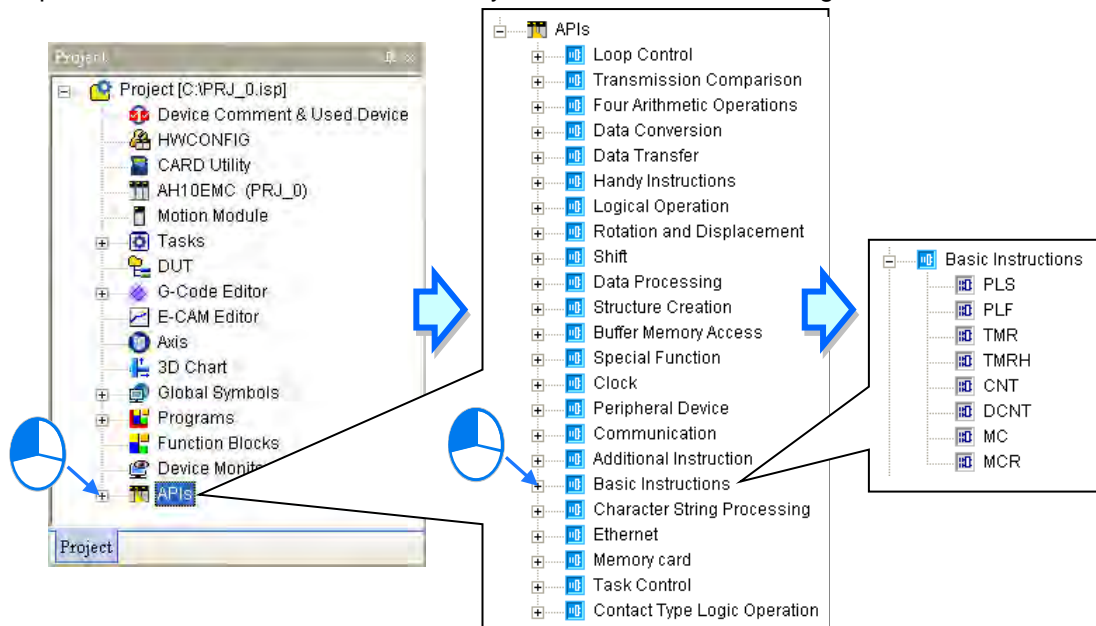 Project
Project [C:\PRJ_0.isp]
Device Comment & Used Device
HWCONFIG
CARD Utility
AH10EMC (PRJ_0)
Motion Module
Tasks
DUT
G-Code Editor
E-CAM Editor
Axis
3D Chart
Global Symbols
Programs
Function Blocks
Device Monito
APIs
Project
APIs
Loop Control
Transmission Comparison
Four Arithmetic Operations
Data Conversion
Data Transfer
Handy Instructions
Logical Operation
Rotation and Displacement
Shift
Data Processing
Structure Creation
Buffer Memory Access
Special Function
Clock
Peripheral Device
Communication
Additional Instruction
Basic Instructions
Character String Processing
Ethernet
Memory card
Task Control
Contact Type Logic Operation
Basic Instructions
PLS
PLF
TMR
TMRH
CNT
DCNT
MC
MCR